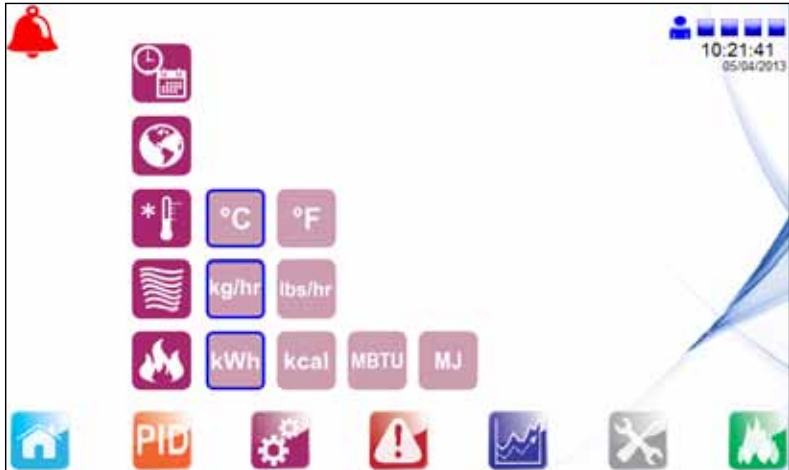 10:21:41
05/04/2013
°C °F
kg/hr lbs/hr
kWh kcal MBTU MJ
PID